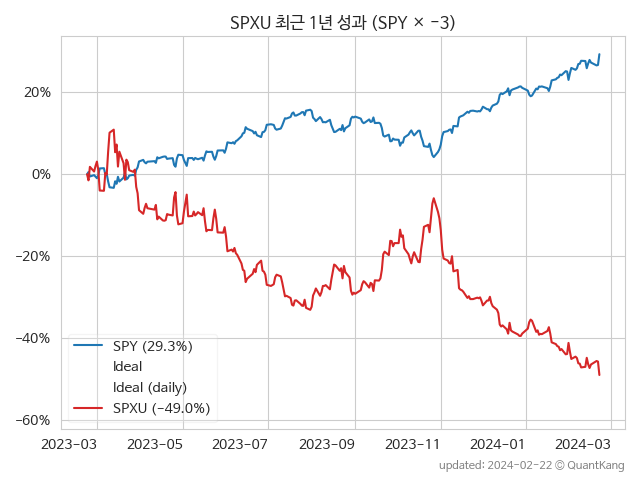 SPXU 최근 1년 성과 (SPY × −3)
20%
0%
−20%
−40%
−60%
SPY (29.3%)
Ideal
Ideal (daily)
SPXU (−49.0%)
2023−03 2023−05 2023−07 2023−09 2023−11 2024−01 2024−03
updated: 2024-02-22 © QuantKang